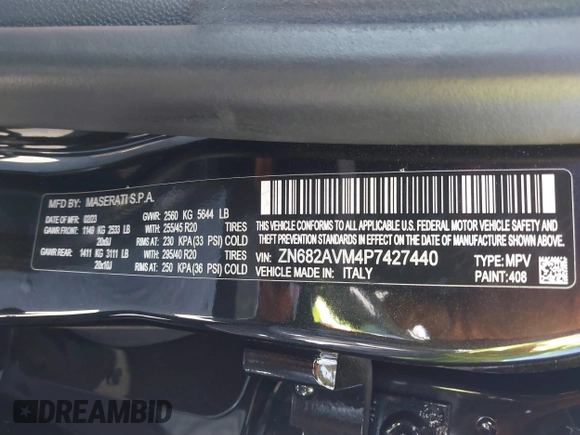 MFD BY: MASERATI S.P.A.
DATE MFD: 02/23 GVWR: 2560 KG 5644 LB
GAWR FRONT: 1149 KG 2533 LB WITH 255/45 R20 TIRES
20x8J RIMS AT 230 KPA (33 PSI) COLD
GAWR REAR: 1411 KG 3111 LB WITH 295/40 R20 TIRES
20x10J RIMS AT 250 KPA (36 PSI) COLD
THIS VEHICLE CONFORMS TO ALL APPLICABLE U.S. FEDERAL MOTOR VEHICLE SAFETY AND
THEFT PREVENTION STANDARDS IN EFFECT ON THE DATE OF MANUFACTURE SHOWN ABOVE.
VIN: ZN682AVM4P7427440 TYPE: MPV
VEHICLE MADE IN: ITALY PAINT: 408
DREAMBID